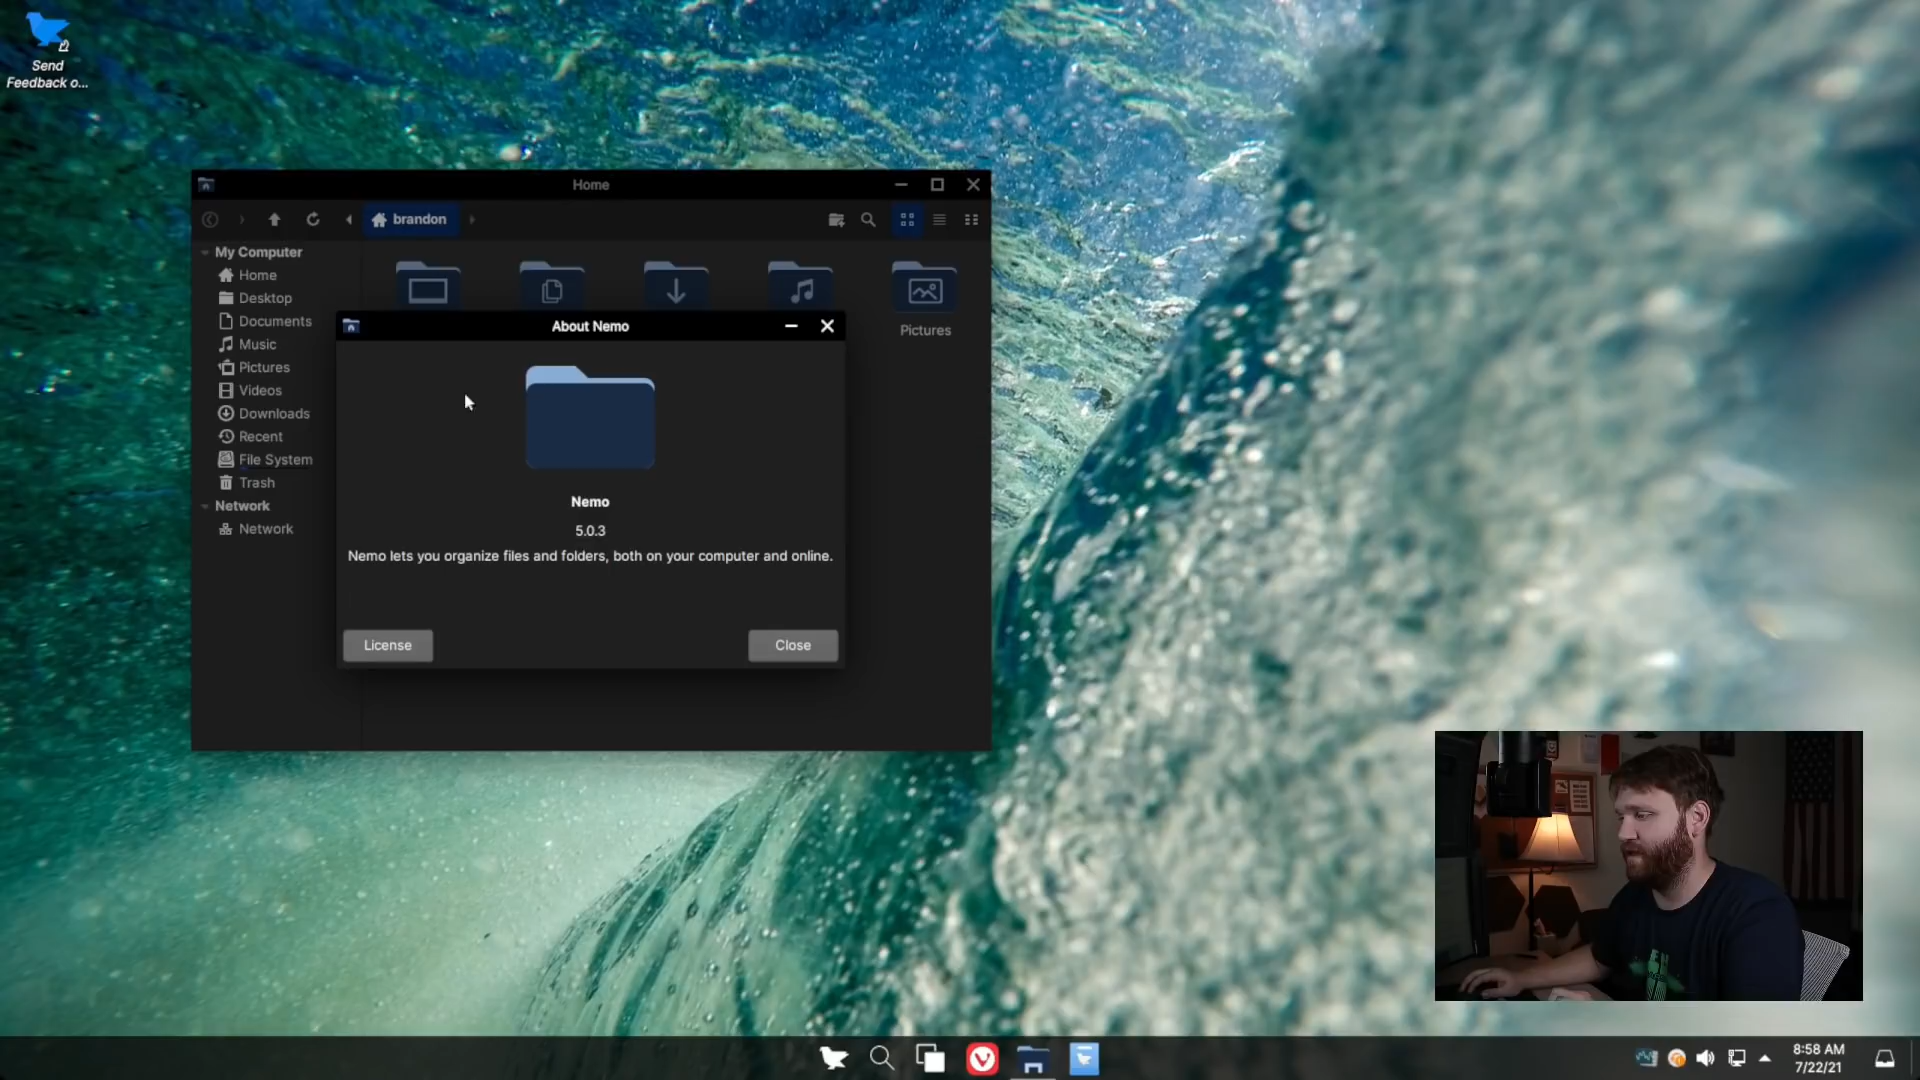 Send
Feedback o...
Home
brandon
My Computer
Home
Desktop
Documents
Music
Pictures
Videos
Downloads
Recent
File System
Trash
Network
Network
Pictures
About Nemo
Nemo
5.0.3
Nemo lets you organize files and folders, both on your computer and online.
License
Close
8:58 AM
7/22/21